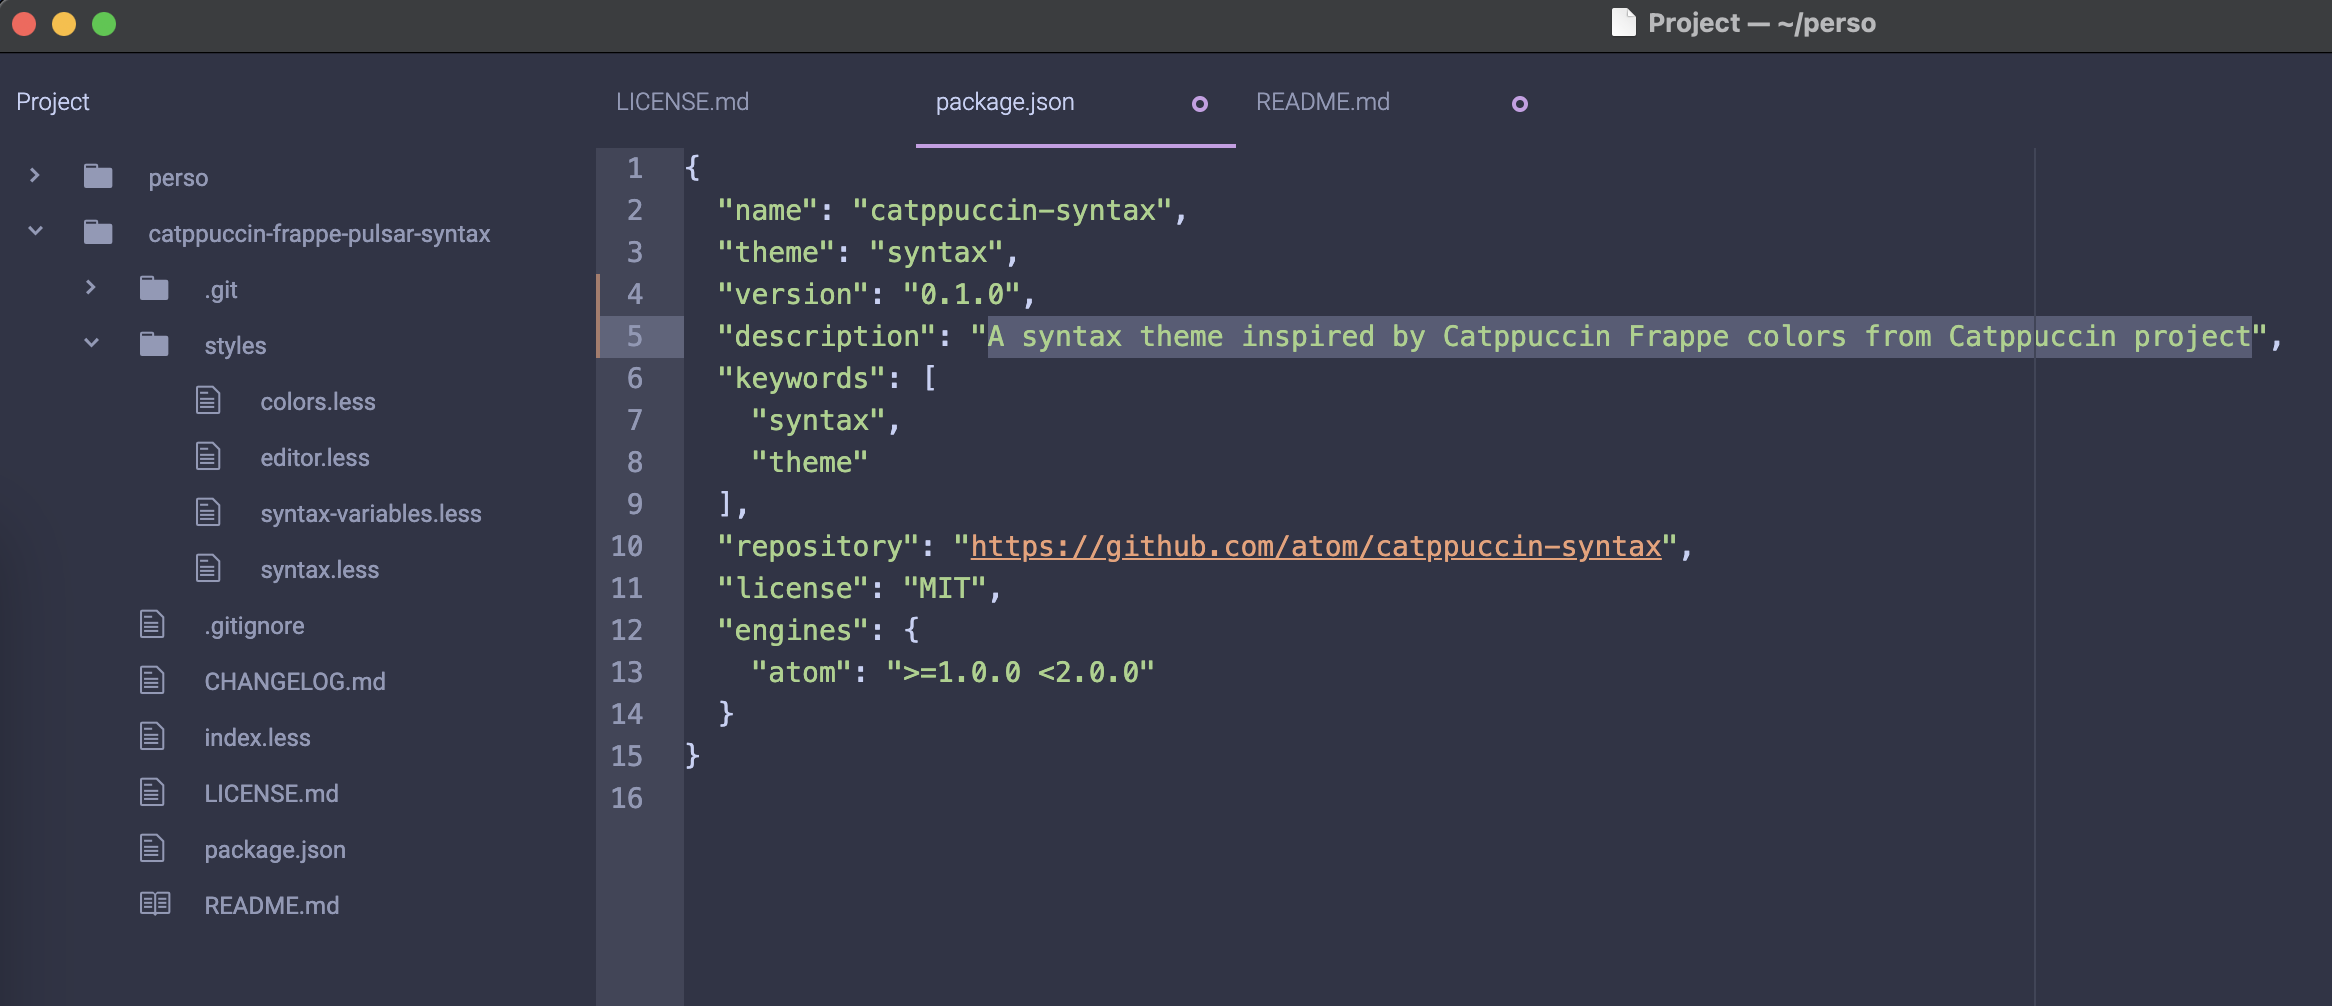 Project — ~/perso
Project
LICENSE.md
package.json
README.md
perso
catppuccin-frappe-pulsar-syntax
.git
styles
colors.less
editor.less
syntax-variables.less
syntax.less
.gitignore
CHANGELOG.md
index.less
LICENSE.md
package.json
README.md
1 {
2   "name": "catppuccin-syntax",
3   "theme": "syntax",
4   "version": "0.1.0",
5   "description": "A syntax theme inspired by Catppuccin Frappe colors from Catppuccin project",
6   "keywords": [
7     "syntax",
8     "theme"
9   ],
10   "repository": "https://github.com/atom/catppuccin-syntax",
11   "license": "MIT",
12   "engines": {
13     "atom": ">=1.0.0 <2.0.0"
14   }
15 }
16